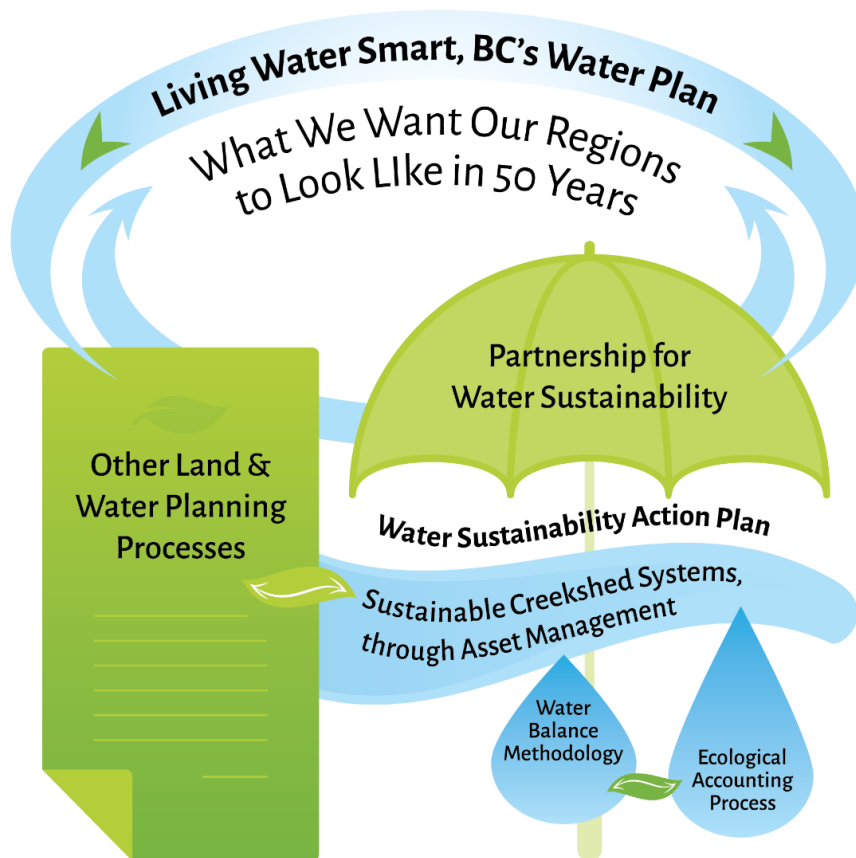 Living Water Smart, BC’s Water Plan
What We Want Our Regions
to Look LIke in 50 Years
Partnership for
Water Sustainability
Other Land &
Water Planning
Processes
Water Sustainability Action Plan
Sustainable Creekshed Systems,
through Asset Management
Water
Balance
Methodology
Ecological
Accounting
Process